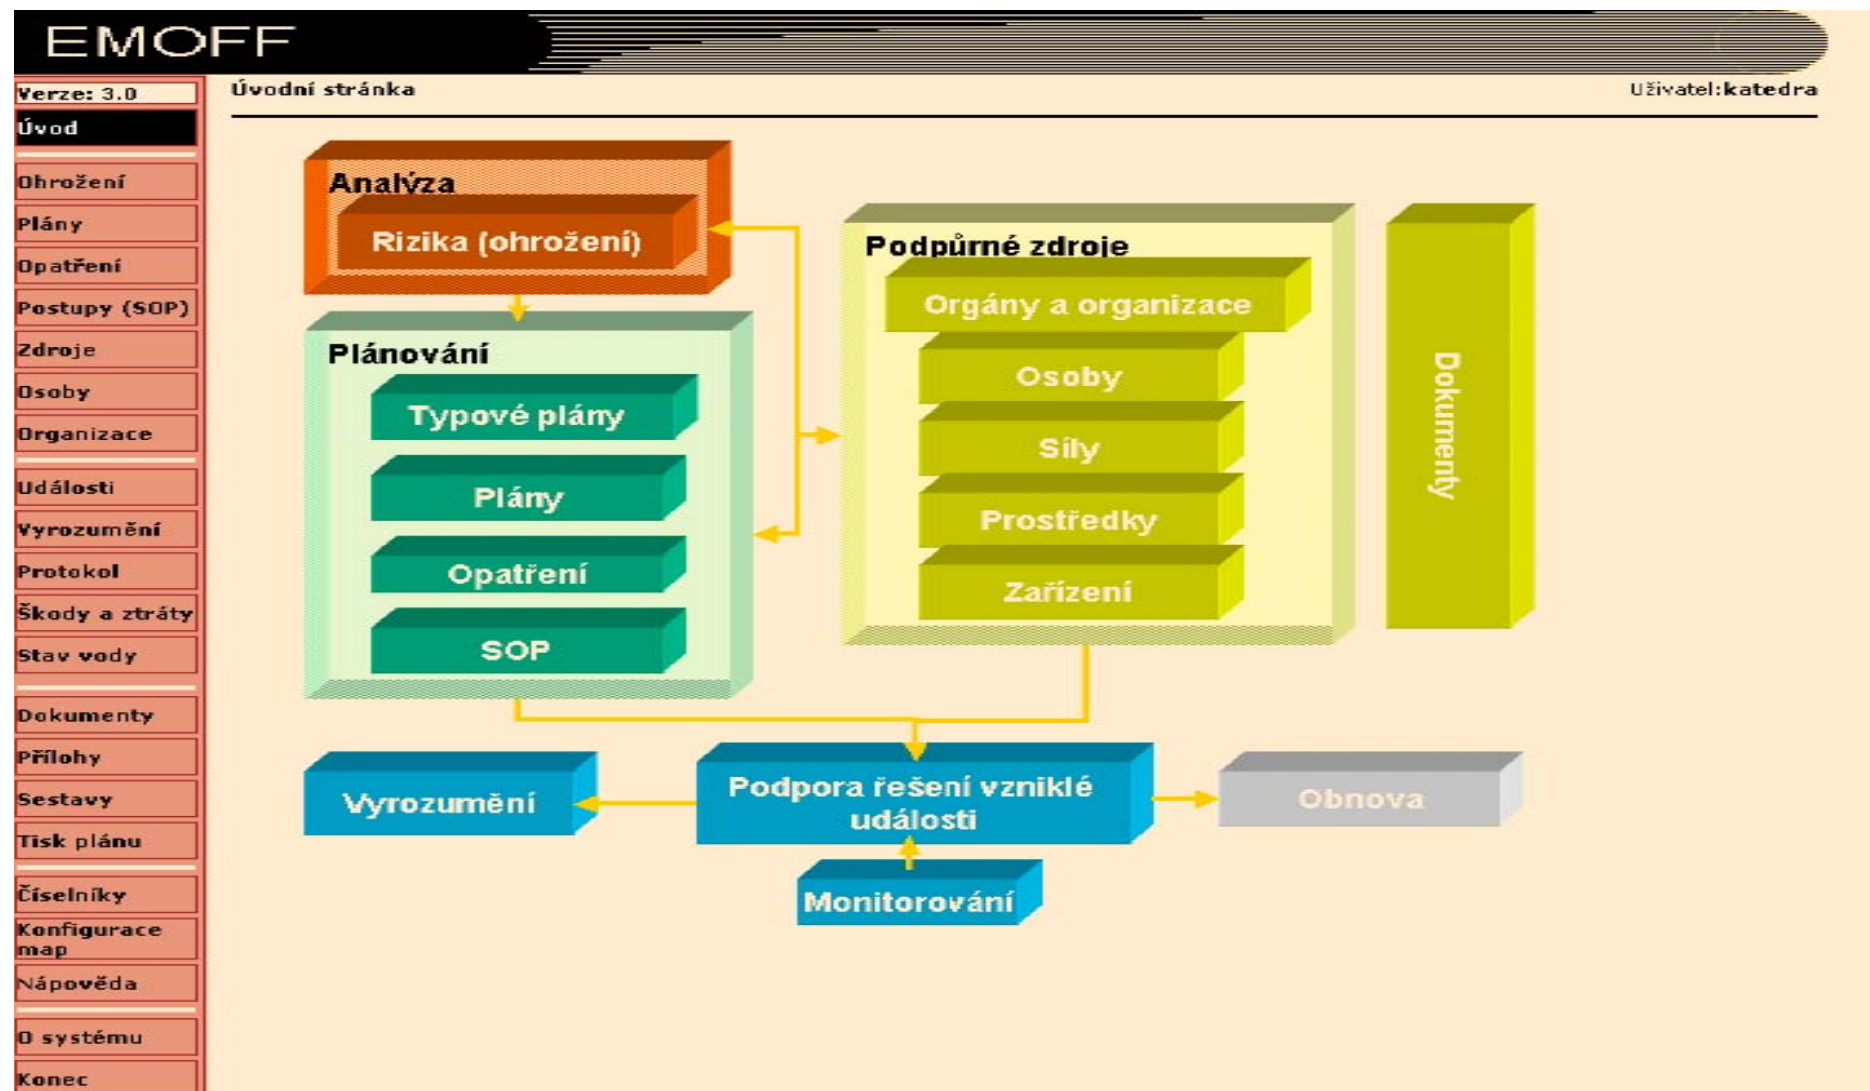 EMOFF
Verze: 3.0
Úvod
Ohrožení
Plány
Opatření
Postupy (SOP)
Zdroje
Osoby
Organizace
Události
Vyrozumění
Protokol
Škody a ztráty
Stav vody
Dokumenty
Přílohy
Sestavy
Tisk plánu
Číselníky
Konfigurace
map
Nápověda
O systému
Konec
Úvodní stránka
Uživatel:katedra
Analýza
Rizika (ohrožení)
Plánování
Typové plány
Plány
Opatření
SOP
Podpůrné zdroje
Orgány a organizace
Osoby
Síly
Prostředky
Zařízení
Dokumenty
Vyrozumění
Podpora řešení vzniklé
události
Obnova
Monitorování